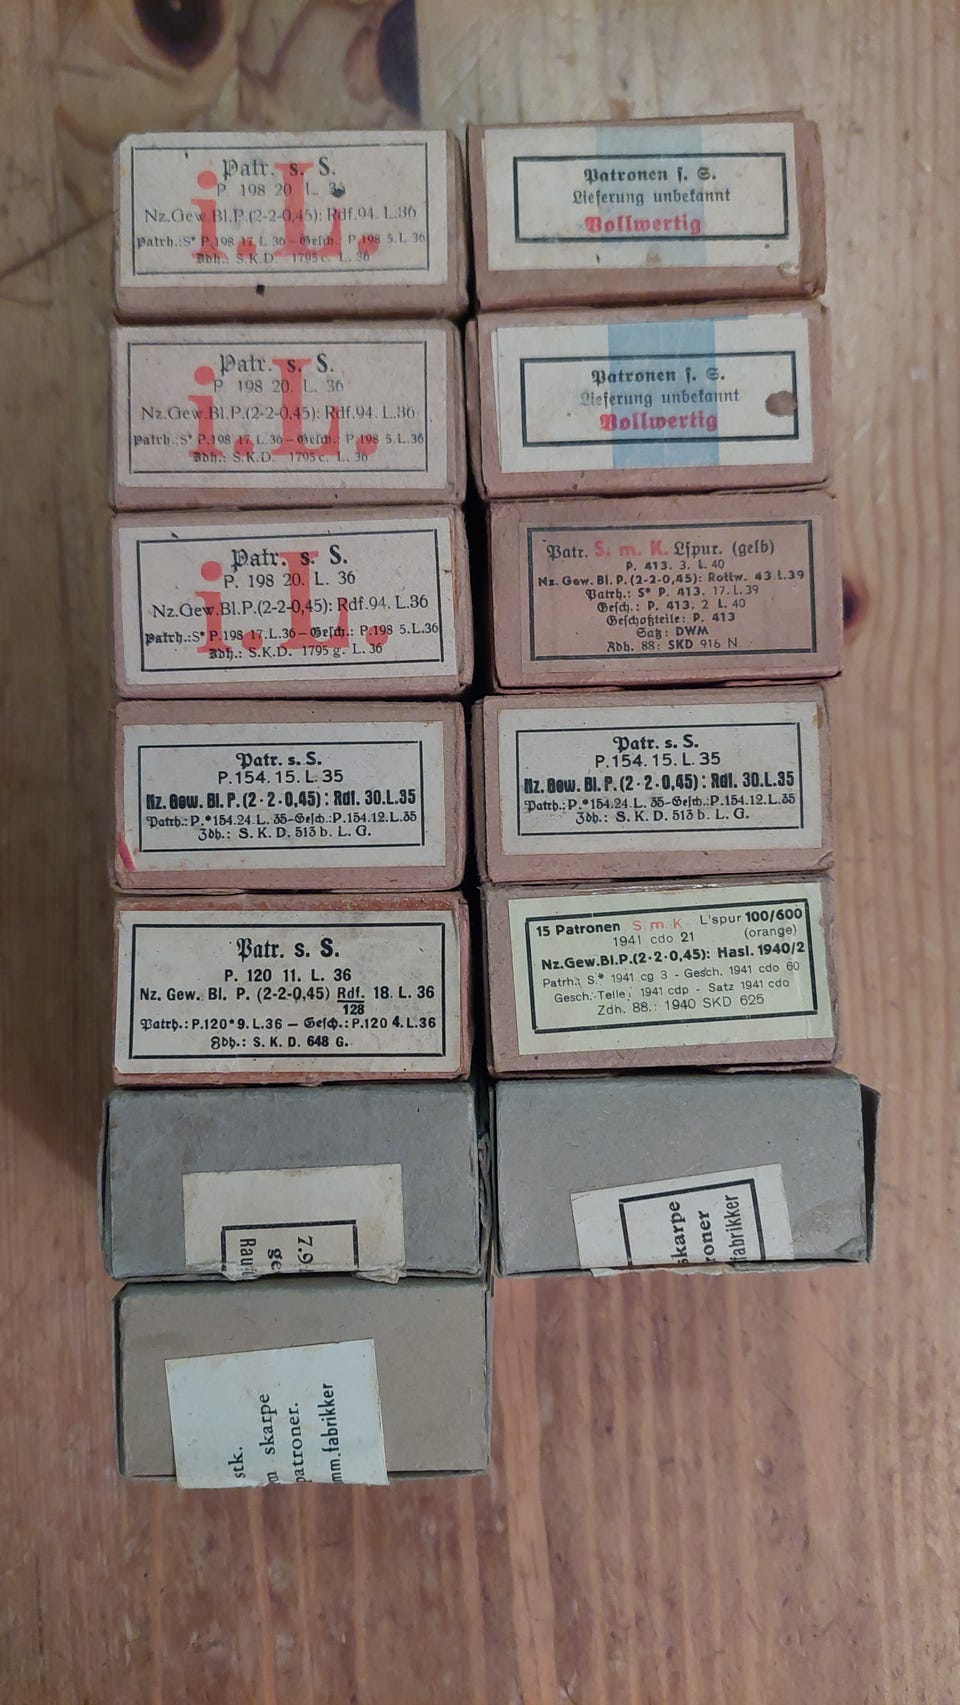 Patr. s. S.
P. 198 20. L. 36
Nz.Gew.Bl.P.(2-2-0,45): Rdf.94. L.36
Patrh.:S* P.198 17. L. 36 – Gesch.: P.198 5. L. 36
Zdh.: S.K.D. 1795 c. L. 36
i.L.
Patr. s. S.
P. 198 20. L. 36
Nz.Gew.Bl.P.(2-2-0,45): Rdf.94. L.36
Patrh.:S* P.198 17. L. 36 – Gesch.: P.198 5. L. 36
Zdh.: S.K.D. 1795 c. L. 36
i.L.
Patr. s. S.
P. 198 20. L. 36
Nz.Gew.Bl.P.(2-2-0,45): Rdf.94. L.36
Patrh.:S* P.198 17. L. 36 – Gesch.: P.198 5. L. 36
Zdh.: S.K.D. 1795 g. L. 36
i.L.
Patr. s. S.
P.154. 15. L. 35
Nz. Gew. Bl. P. (2-2-0,45): Rdf. 30.L.35
Patrh.: P.*154.24. L. 35-Gesch.:P.154.12.L.35
Zdh.: S. K. D. 513 b. L. G.
Patr. s. S.
P. 120 11. L. 36
Nz. Gew. Bl. P. (2-2-0,45) Rdf. 18. L. 36
128
Patrh.: P.120* 9. L.36 – Gesch.: P.120 4. L.36
Zdh.: S. K. D. 648 G.
7.9
ge
Rau
stk.
skarpe
patroner.
mm.fabrikker
Patronen s. S.
Lieferung unbekannt
Vollwertig
Patronen s. S.
Lieferung unbekannt
Vollwertig
Patr. S. m. K. L'spur. (gelb)
P. 413. 3. L. 40
Nz. Gew. Bl. P. (2-2-0,45): Rottw. 43 L.39
Patrh.: S* P. 413. 17. L. 39
Gesch.: P. 413. 2 L. 40
Geschoßteile: P. 413
Satz: DWM
Zdh. 88: SKD 916 N
Patr. s. S.
P.154. 15. L. 35
Nz. Gew. Bl. P. (2-2-0,45): Rdf. 30.L.35
Patrh.: P.*154.24. L. 35-Gesch.:P.154.12.L.35
Zdh.: S. K. D. 513 b. L. G.
15 Patronen S. m. K. L'spur 100/600
1941 cdo 21 (orange)
Nz.Gew.Bl.P.(2-2-0,45): Hasl. 1940/2
Patrh.: S.* 1941 cg 3 - Gesch. 1941 cdo 60
Gesch.-Teile: 1941 cdp - Satz 1941 cdo
Zdh. 88.: 1940 SKD 625
skarpe
roner
fabrikker